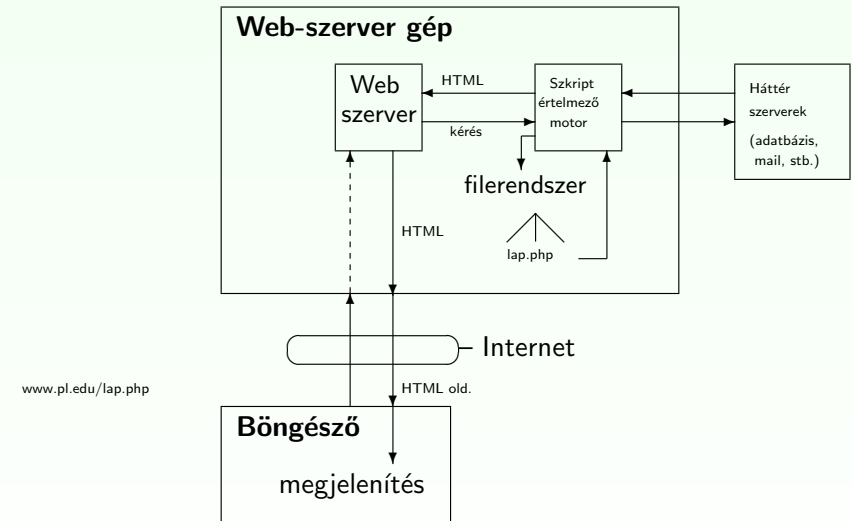 Web-szerver gép
Web
szerver
HTML
kérés
Szkript
értelmező
motor
Háttér
szerverek
(adatbázis,
mail, stb.)
filerendszer
lap.php
HTML
Internet
www.pl.edu/lap.php
HTML old.
Böngésző
megjelenítés